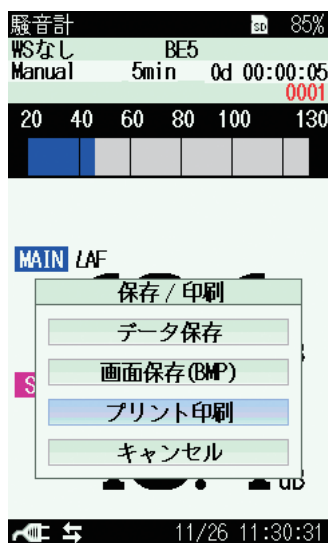 騒音計 SD 85%
WSなし BE5
Manual 5min 0d 00:00:05
0001
20 40 60 80 100 130
MAIN LAF
保存 / 印刷
データ保存
画面保存(BMP)
S
プリント印刷
キャンセル
dB
11/26 11:30:31